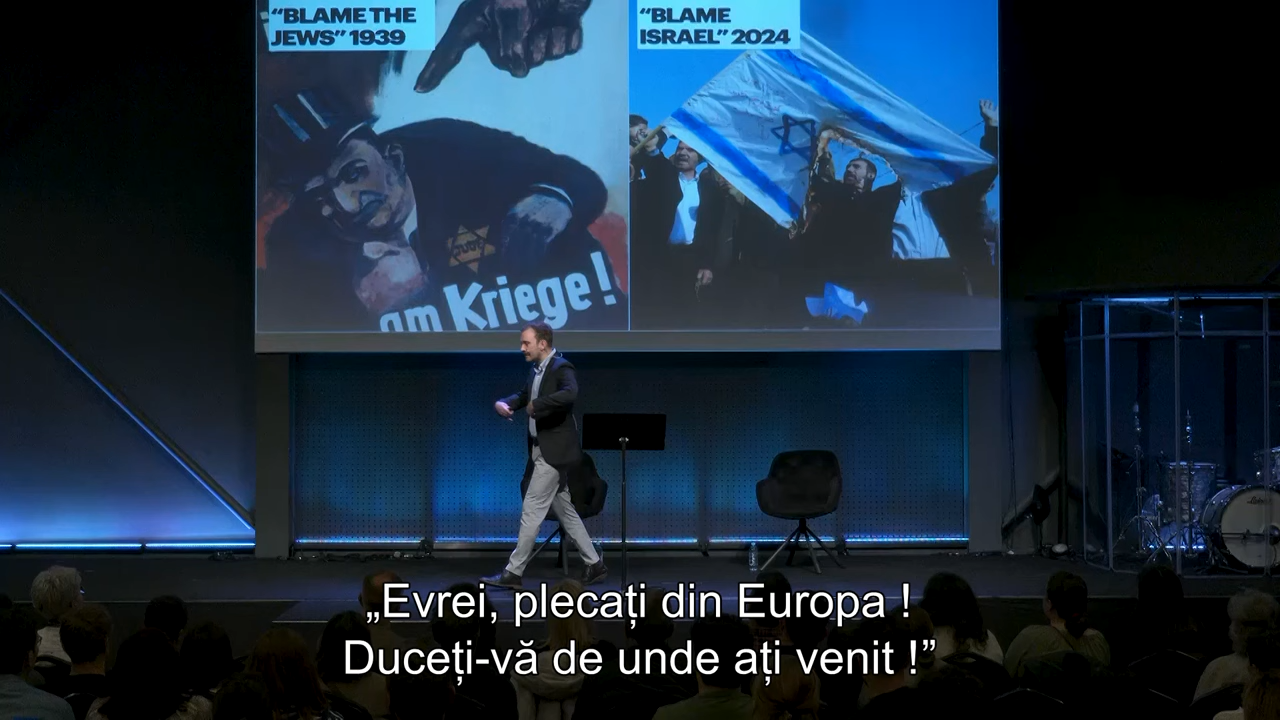 “BLAME THE
JEWS” 1939
“BLAME
ISRAEL” 2024
am Kriege!
„Evrei, plecați din Europa !
Duceți-vă de unde ați venit !”